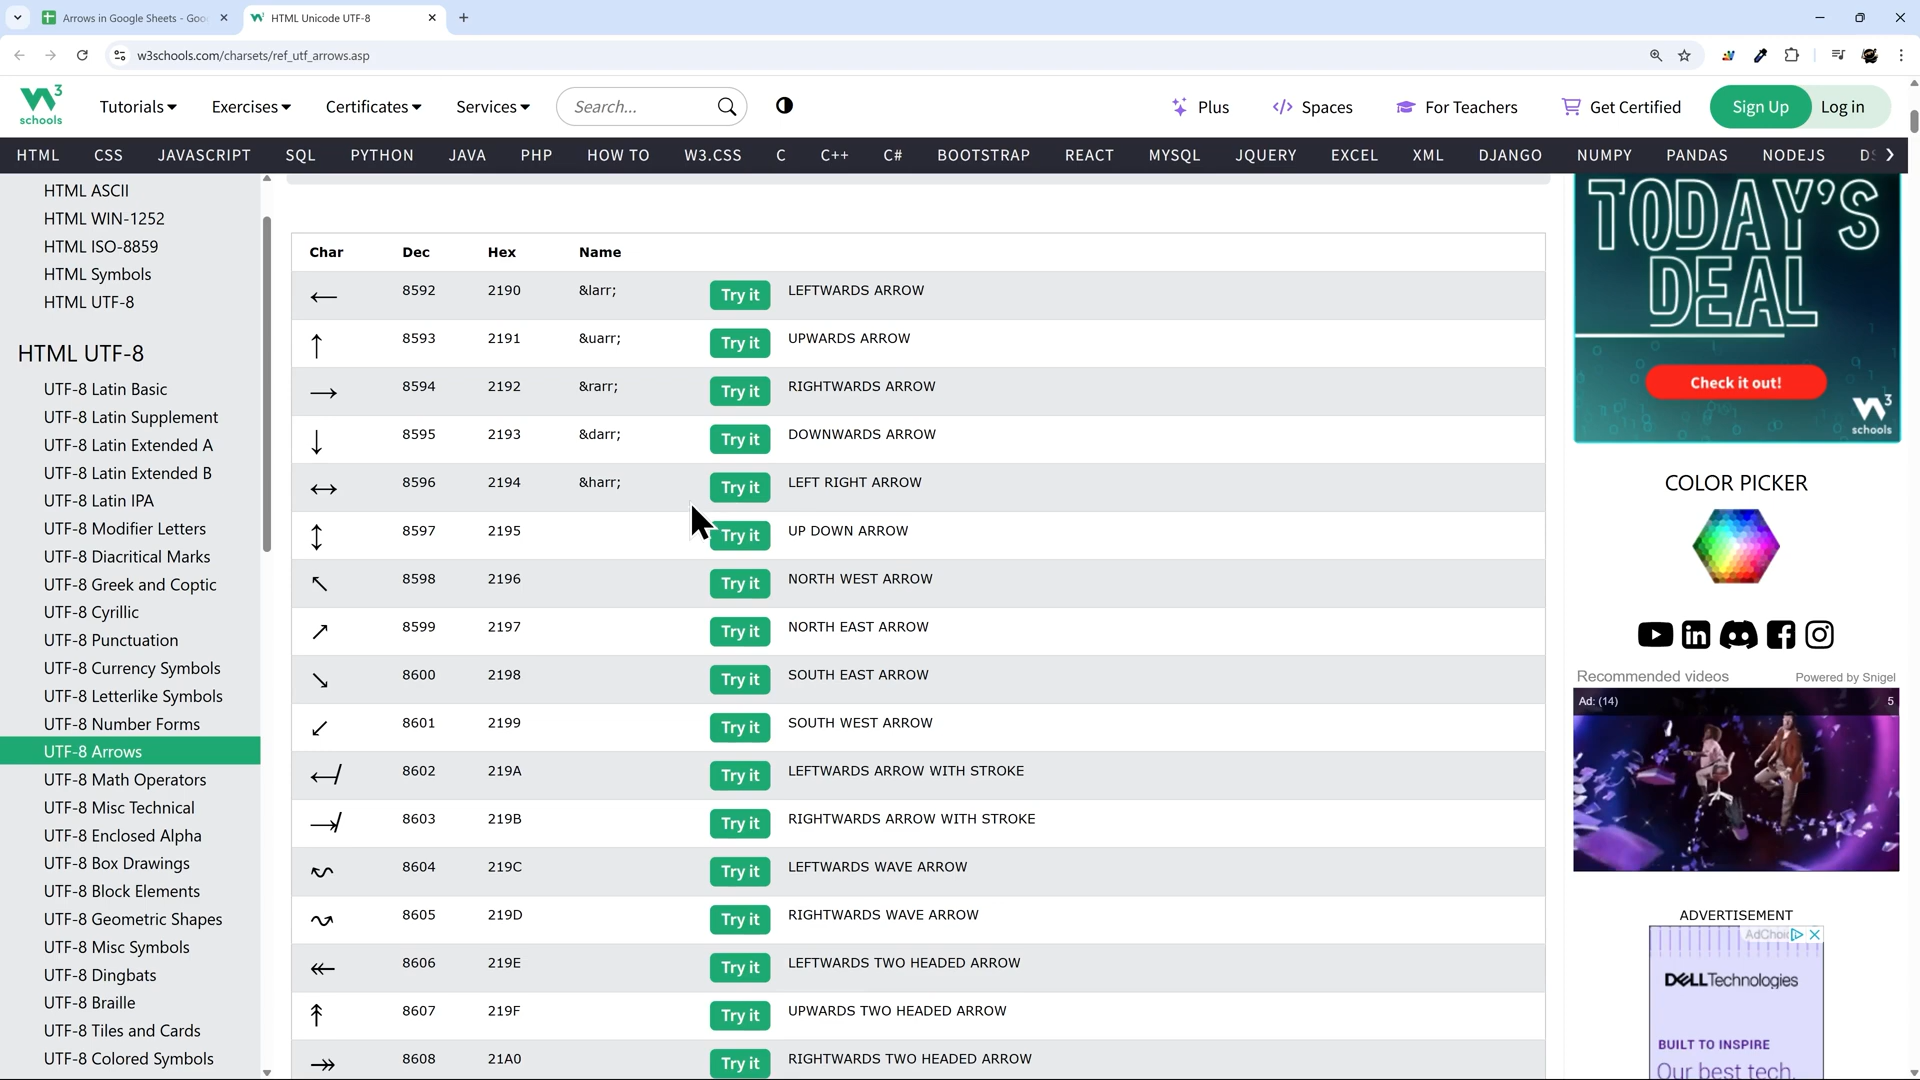 Arrows in Google Sheets - Goo
HTML Unicode UTF-8
w3schools.com/charsets/ref_utf_arrows.asp
W3 schools
Tutorials
Exercises
Certificates
Services
Search...
Plus
Spaces
For Teachers
Get Certified
Sign Up
Log in
HTML CSS JAVASCRIPT SQL PYTHON JAVA PHP HOW TO W3.CSS C C++ C# BOOTSTRAP REACT MYSQL JQUERY EXCEL XML DJANGO NUMPY PANDAS NODEJS
HTML ASCII
HTML WIN-1252
HTML ISO-8859
HTML Symbols
HTML UTF-8
HTML UTF-8
UTF-8 Latin Basic
UTF-8 Latin Supplement
UTF-8 Latin Extended A
UTF-8 Latin Extended B
UTF-8 Latin IPA
UTF-8 Modifier Letters
UTF-8 Diacritical Marks
UTF-8 Greek and Coptic
UTF-8 Cyrillic
UTF-8 Punctuation
UTF-8 Currency Symbols
UTF-8 Letterlike Symbols
UTF-8 Number Forms
UTF-8 Arrows
UTF-8 Math Operators
UTF-8 Misc Technical
UTF-8 Enclosed Alpha
UTF-8 Box Drawings
UTF-8 Block Elements
UTF-8 Geometric Shapes
UTF-8 Misc Symbols
UTF-8 Dingbats
UTF-8 Braille
UTF-8 Tiles and Cards
UTF-8 Colored Symbols
Char Dec Hex Name
← 8592 2190 &larr; Try it LEFTWARDS ARROW
↑ 8593 2191 &uarr; Try it UPWARDS ARROW
→ 8594 2192 &rarr; Try it RIGHTWARDS ARROW
↓ 8595 2193 &darr; Try it DOWNWARDS ARROW
↔ 8596 2194 &harr; Try it LEFT RIGHT ARROW
↕ 8597 2195 Try it UP DOWN ARROW
↖ 8598 2196 Try it NORTH WEST ARROW
↗ 8599 2197 Try it NORTH EAST ARROW
↘ 8600 2198 Try it SOUTH EAST ARROW
↙ 8601 2199 Try it SOUTH WEST ARROW
↚ 8602 219A Try it LEFTWARDS ARROW WITH STROKE
↛ 8603 219B Try it RIGHTWARDS ARROW WITH STROKE
↜ 8604 219C Try it LEFTWARDS WAVE ARROW
↝ 8605 219D Try it RIGHTWARDS WAVE ARROW
↞ 8606 219E Try it LEFTWARDS TWO HEADED ARROW
↟ 8607 219F Try it UPWARDS TWO HEADED ARROW
↠ 8608 21A0 Try it RIGHTWARDS TWO HEADED ARROW
TODAY'S
DEAL
Check it out!
W3 schools
COLOR PICKER
Recommended videos
Powered by Snigel
Ad: (14)
5
ADVERTISEMENT
AdChoic
DELL Technologies
BUILT TO INSPIRE
Our best tech.